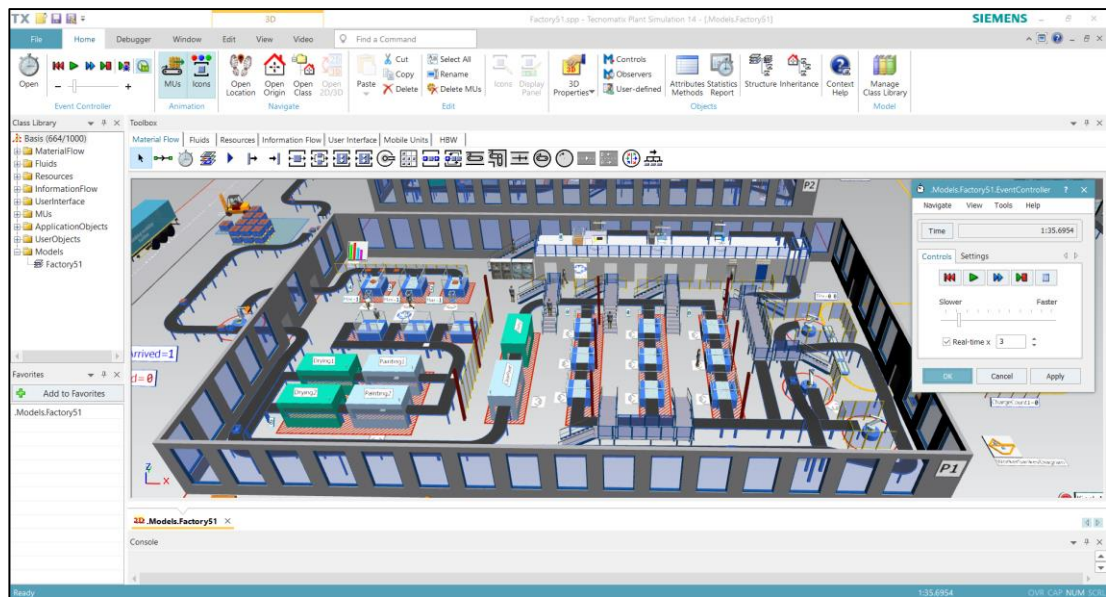 TX
3D
Factory51.spp - Tecnomatix Plant Simulation 14 - [.Models.Factory51]
SIEMENS
File Home Debugger Window Edit View Video Find a Command
Open
Event Controller
MUs Icons
Animation
Open Location Open Origin Open Class Open 2D/3D
Navigate
Paste Cut Copy Delete Select All Rename Delete MUs
Edit
Icons Display Panel
3D Properties Controls Observers User-defined
Attributes Methods Statistics Report Structure Inheritance
Objects
Context Help
Manage Class Library
Model
Class Library
Basis (664/1000)
MaterialFlow
Fluids
Resources
InformationFlow
UserInterface
MUs
ApplicationObjects
UserObjects
Models
Factory51
Favorites
Add to Favorites
.Models.Factory51
Toolbox
Material Flow Fluids Resources Information Flow User Interface Mobile Units HBW
P2
Arrived=1
d=0
Drying1
Painting1
Drying2
Painting2
P1
Z
X
.Models.Factory51.EventController ? ×
Navigate View Tools Help
Time 1:35.6954
Controls Settings
Slower Faster
Real-time x 3
OK Cancel Apply
2D .Models.Factory51
Console
Ready 1:35.6954 OVR CAP NUM SCRL